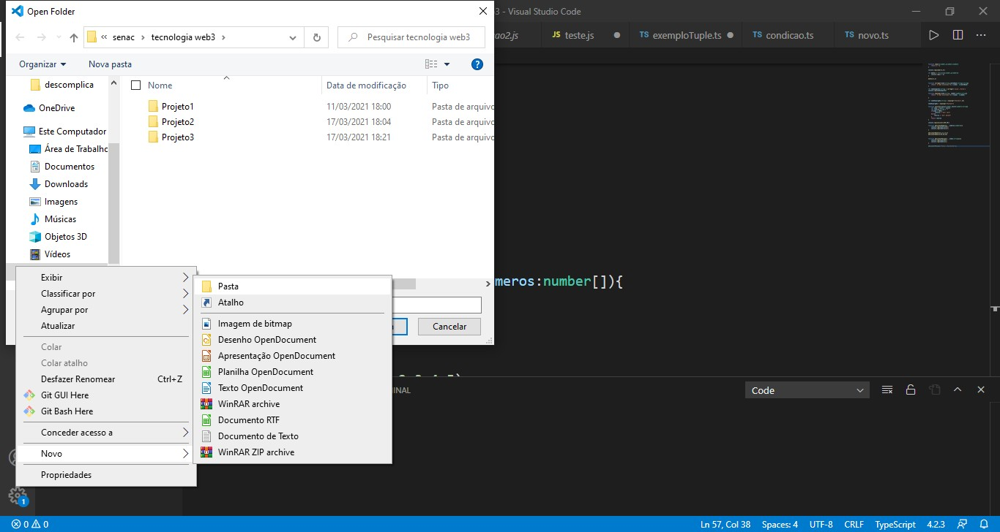 Open Folder
3 - Visual Studio Code
senac
tecnologia web3
Pesquisar tecnologia web3
ao2.js
JS teste.js
TS exemploTuple.ts
TS condicao.ts
TS novo.ts
Organizar
Nova pasta
descomplica
OneDrive
Este Computador
Área de Trabalho
Documentos
Downloads
Imagens
Músicas
Objetos 3D
Vídeos
Nome
Data de modificação
Tipo
Projeto1
11/03/2021 18:00
Pasta de arquivo
Projeto2
17/03/2021 18:04
Pasta de arquivo
Projeto3
17/03/2021 18:21
Pasta de arquivo
meros:number[]){
Cancelar
Exibir
Classificar por
Agrupar por
Atualizar
Colar
Colar atalho
Desfazer Renomear Ctrl+Z
Git GUI Here
Git Bash Here
Conceder acesso a
Novo
Propriedades
Pasta
Atalho
Imagem de bitmap
Desenho OpenDocument
Apresentação OpenDocument
Planilha OpenDocument
Texto OpenDocument
WinRAR archive
Documento RTF
Documento de Texto
WinRAR ZIP archive
INAL
Code
1
0 0
Ln 57, Col 38
Spaces: 4
UTF-8
CRLF
TypeScript
4.2.3